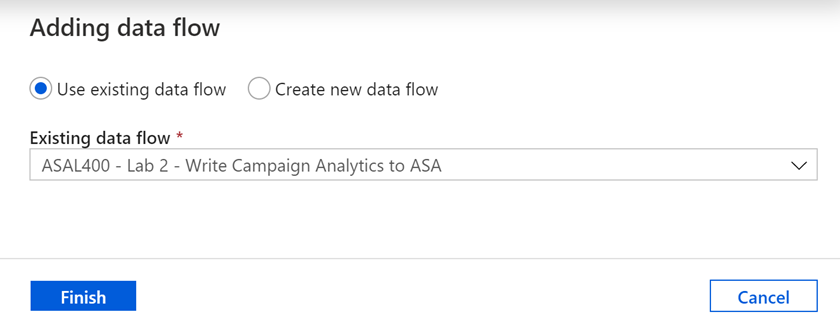 Adding data flow
Use existing data flow Create new data flow
Existing data flow *
ASAL400 - Lab 2 - Write Campaign Analytics to ASA
Finish Cancel